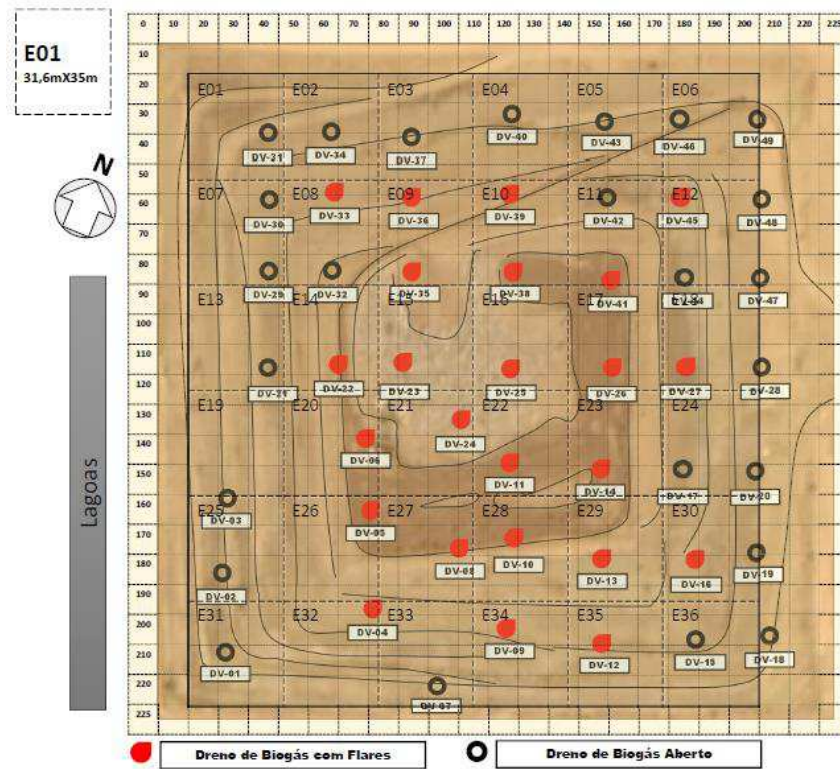 0 10 20 30 40 50 60 70 80 90 100 110 120 130 140 150 160 170 180 190 200 210 220 225
E01
31,6mX35m
10
20
30
40
50
60
70
80
90
100
110
120
130
140
150
160
170
180
190
200
210
220
225
N
Lagoas
E01 E02 E03 E04 E05 E06
DV-21 DV-34 DV-37 DV-40 DV-43 DV-46 DV-49
E07 E08 E09 E10 E11 E12
DV-30 DV-33 DV-36 DV-39 DV-42 DV-45 DV-48
DV-29 DV-32 DV-35 DV-38 DV-41 DV-47
E13 E14 E15 E16 E17
DV-21 DV-22 DV-23 DV-25 DV-26 DV-27 DV-28
E19 E20 E21 E22 E23 E24
DV-24
DV-06 DV-11 DV-14 DV-17 DV-20
E25 E26 E27 E28 E29 E30
DV-03 DV-05 DV-08 DV-10 DV-13 DV-16 DV-19
DV-02
E31 E32 E33 E34 E35 E36
DV-04 DV-09 DV-12 DV-15 DV-18
DV-01
DV-07
Dreno de Biogás com Flares
Dreno de Biogás Aberto